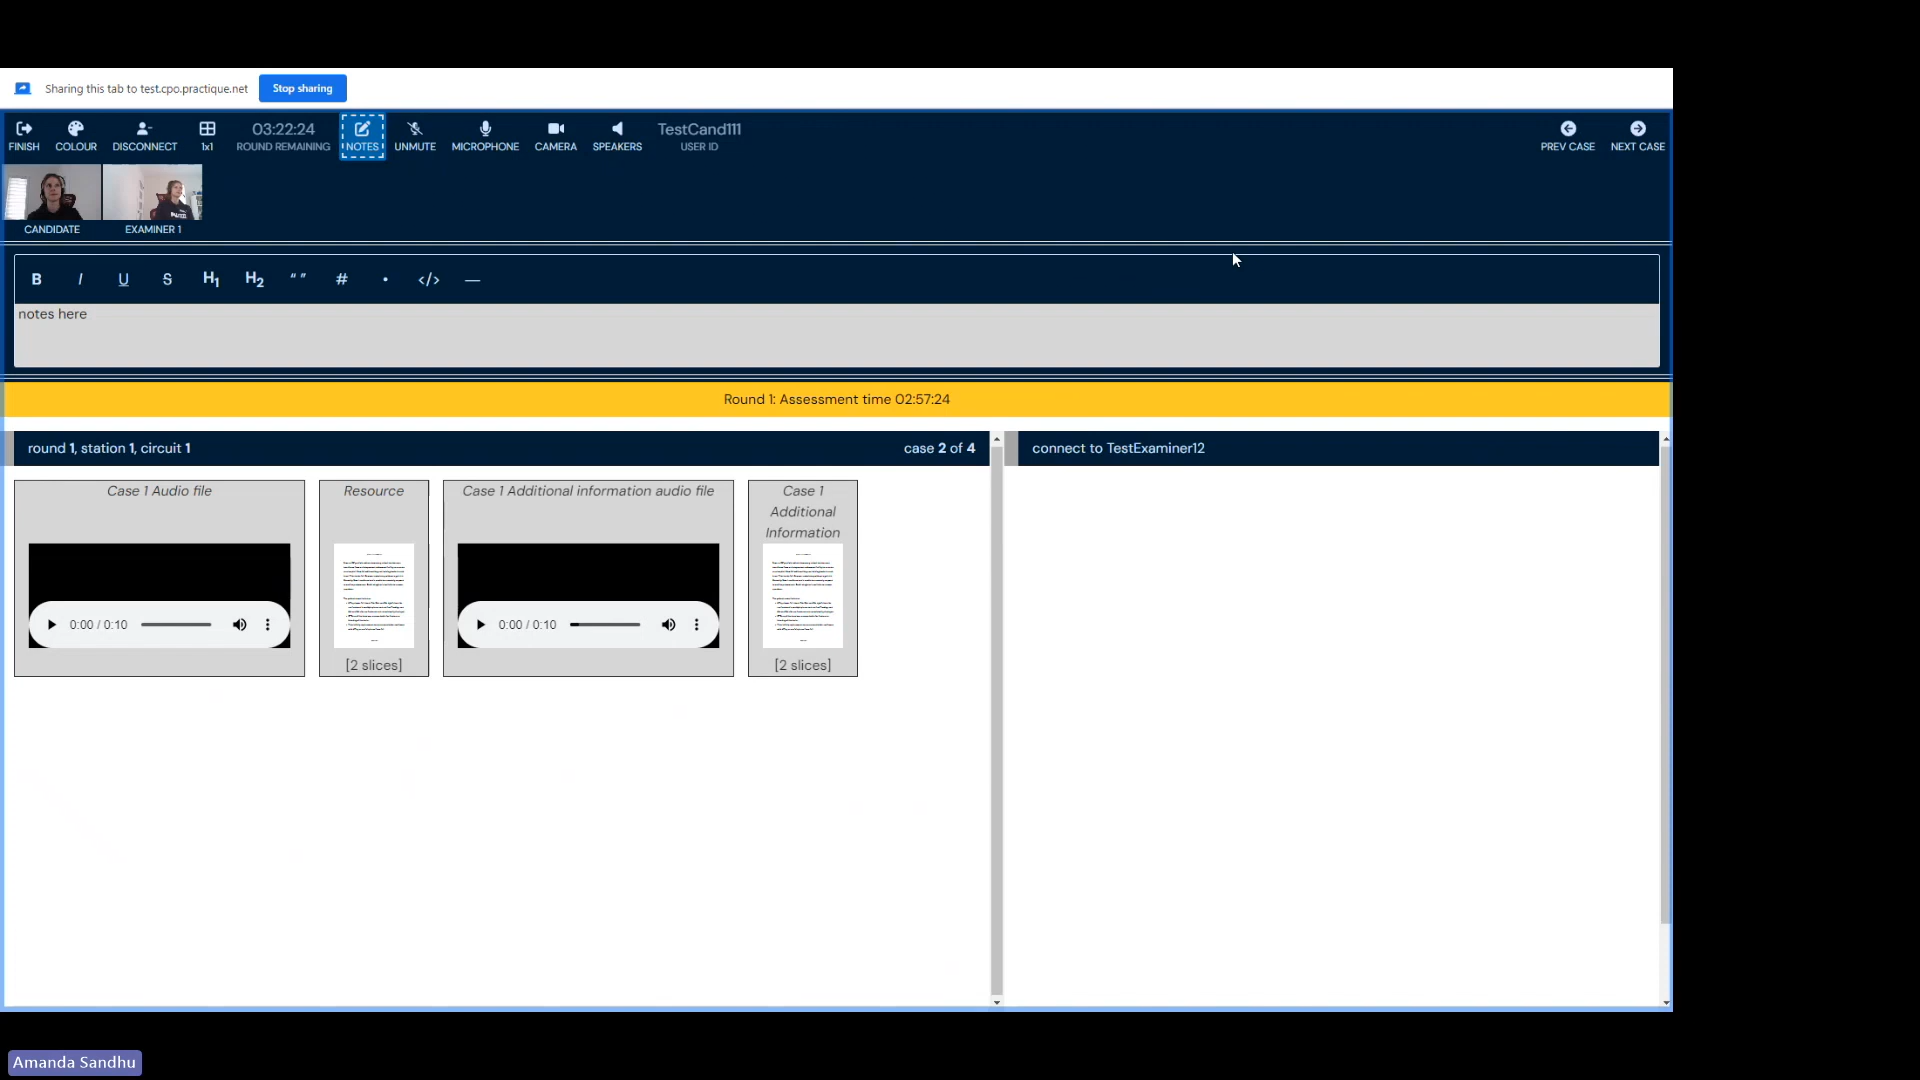 Sharing this tab to test.cpo.practique.net
Stop sharing
FINISH
COLOUR
DISCONNECT
1x1
03:22:24
ROUND REMAINING
NOTES
UNMUTE
MICROPHONE
CAMERA
SPEAKERS
TestCand111
USER ID
PREV CASE
NEXT CASE
CANDIDATE
EXAMINER 1
B I U S H1 H2 “ ” # • </> —
notes here
Round 1: Assessment time 02:57:24
round 1, station 1, circuit 1
case 2 of 4
connect to TestExaminer12
Case 1 Audio file
0:00 / 0:10
Resource
[2 slices]
Case 1 Additional information audio file
0:00 / 0:10
Case 1
Additional
Information
[2 slices]
Amanda Sandhu